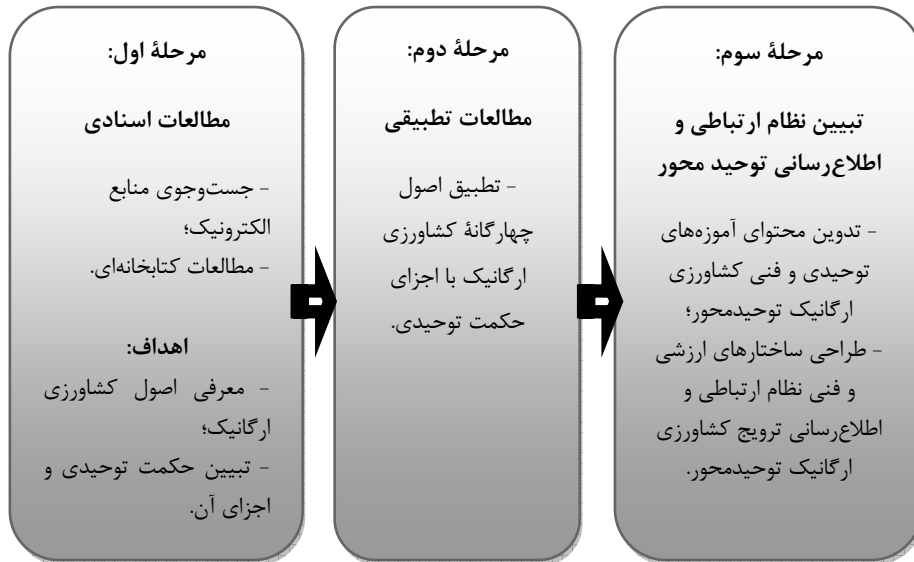 مرحلهٔ اول:
مطالعات اسنادی
- جست‌وجوی منابع
الکترونیک؛
- مطالعات کتابخانه‌ای.
اهداف:
- معرفی اصول کشاورزی
ارگانیک؛
- تبیین حکمت توحیدی و
اجزای آن.
مرحلهٔ دوم:
مطالعات تطبیقی
- تطبیق اصول
چهارگانهٔ کشاورزی
ارگانیک با اجزای
حکمت توحیدی.
مرحلهٔ سوم:
تبیین نظام ارتباطی و
اطلاع‌رسانی توحید محور
- تدوین محتوای آموزه‌های
توحیدی و فنی کشاورزی
ارگانیک توحیدمحور؛
- طراحی ساختارهای ارزشی
و فنی نظام ارتباطی و
اطلاع‌رسانی ترویج کشاورزی
ارگانیک توحیدمحور.